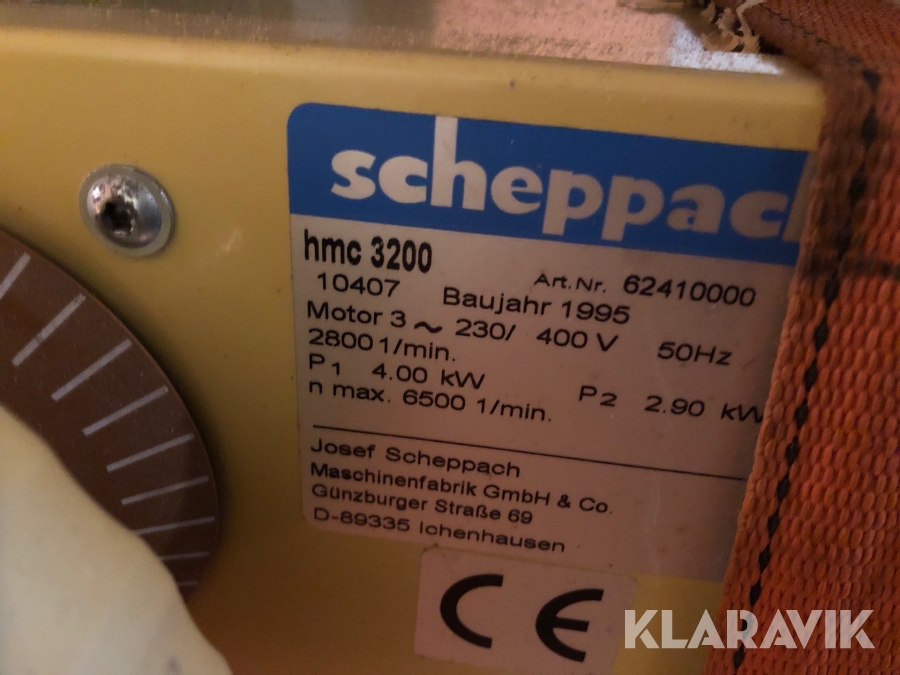 scheppach
hmc 3200
Art.Nr. 62410000
10407 Baujahr 1995
Motor 3 ~ 230/ 400 V 50Hz
2800 1/min.
P1 4.00 kW P2 2.90 kW
n max. 6500 1/min.
Josef Scheppach
Maschinenfabrik GmbH & Co.
Günzburger Straße 69
D-89335 Ichenhausen
CE
KLARAVIK